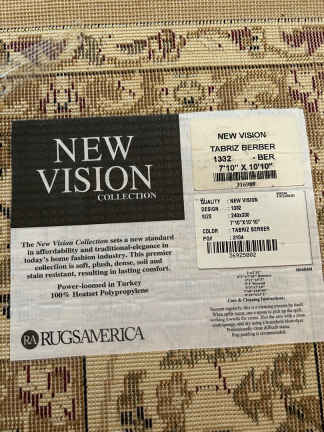 NEW
VISION
COLLECTION
The New Vision Collection sets a new standard
in affordability and traditional-elegance in
today's home fashion industry. This premier
collection is soft, plush, dense, soil and
stain resistant, resulting in lasting comfort.
Power-loomed in Turkey
100% Heatset Polypropylene
RA RUGSAMERICA
NEW VISION
TABRIZ BERBER
1332 - BER
7'10" X 10'10"
QUALITY : NEW VISION
DESIGN : 1332
SIZE : 240x330
7'10"X10'10"
COLOR : TABRIZ BERBER
36925002
Care & Cleaning Instructions: